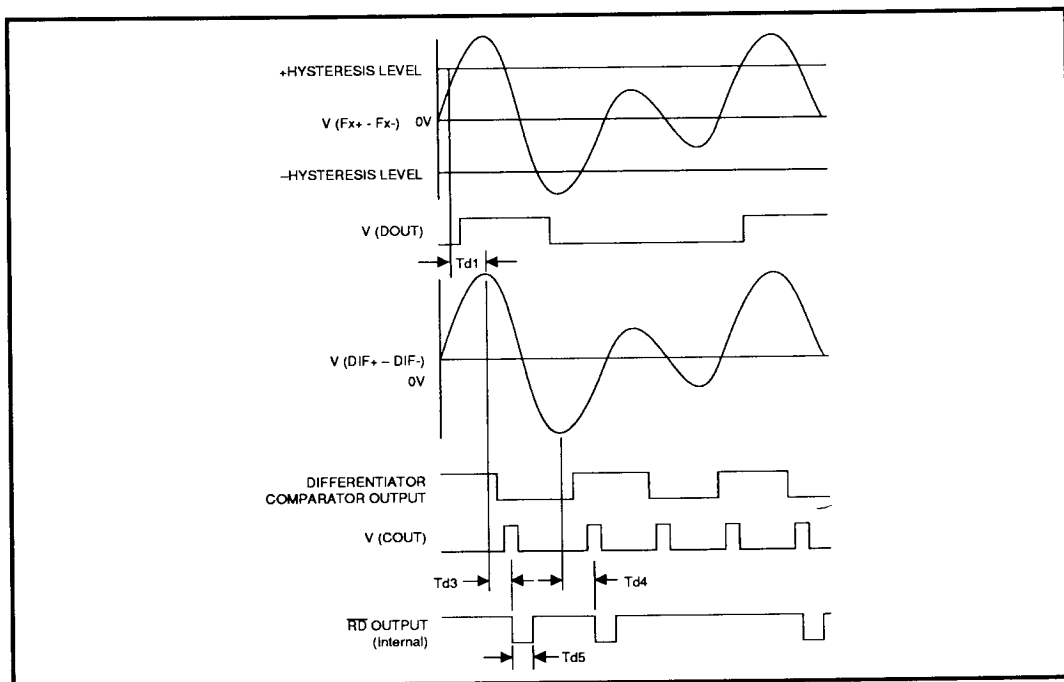 +HYSTERESIS LEVEL
V (Fx+ - Fx-) 0V
–HYSTERESIS LEVEL
V (DOUT)
Td1
V (DIF+ – DIF-)
0V
DIFFERENTIATOR
COMPARATOR OUTPUT
V (COUT)
Td3 Td4
RD OUTPUT
(Internal)
Td5